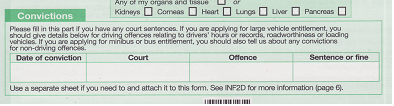 Any of my organs and tissue or
Kidneys Corneas Heart Lungs Liver Pancreas
Convictions
Please fill in this part if you have any court sentences. If you are applying for large vehicle entitlement, you
should give details below for driving offences relating to drivers' hours or records, roadworthiness or loading
vehicles. If you are applying for minibus or bus entitlement, you should also tell us about any convictions
for non-driving offences.
Date of conviction Court Offence Sentence or fine
Use a separate sheet if you need to and attach it to this form. See INF2D for more information (page 6).